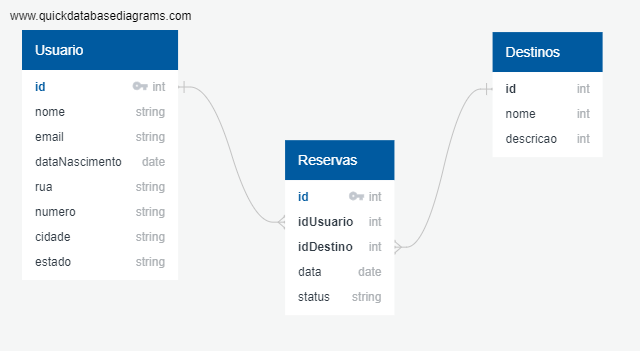 www.quickdatabasediagrams.com
Usuario
id int
nome string
email string
dataNascimento date
rua string
numero string
cidade string
estado string
Reservas
id int
idUsuario int
idDestino int
data date
status string
Destinos
id int
nome int
descricao int